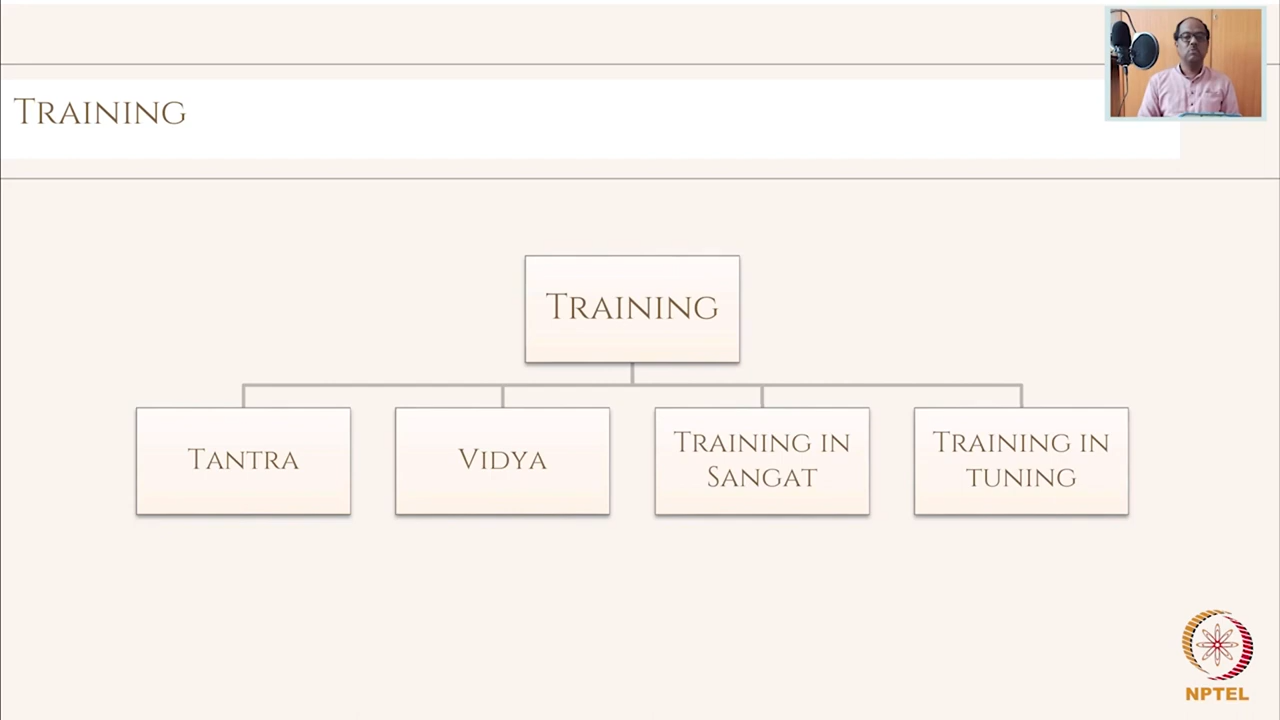 Training
Training
Tantra
Vidya
Training in
Sangat
Training in
tuning
NPTEL